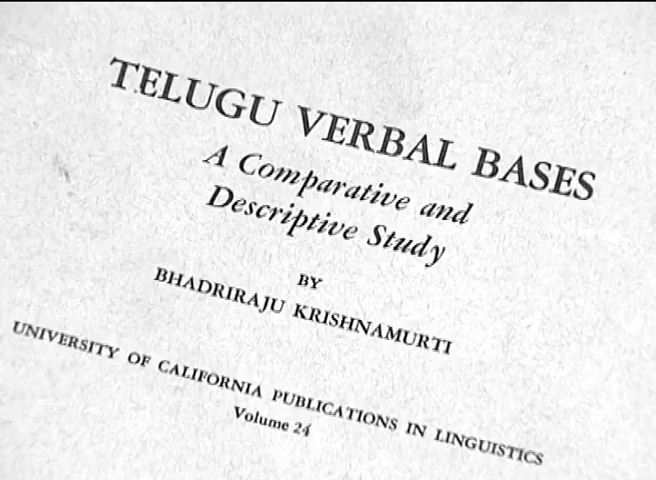 TELUGU VERBAL BASES
A Comparative and
Descriptive Study
BY
BHADRIRAJU KRISHNAMURTI
UNIVERSITY OF CALIFORNIA PUBLICATIONS IN LINGUISTICS
Volume 24